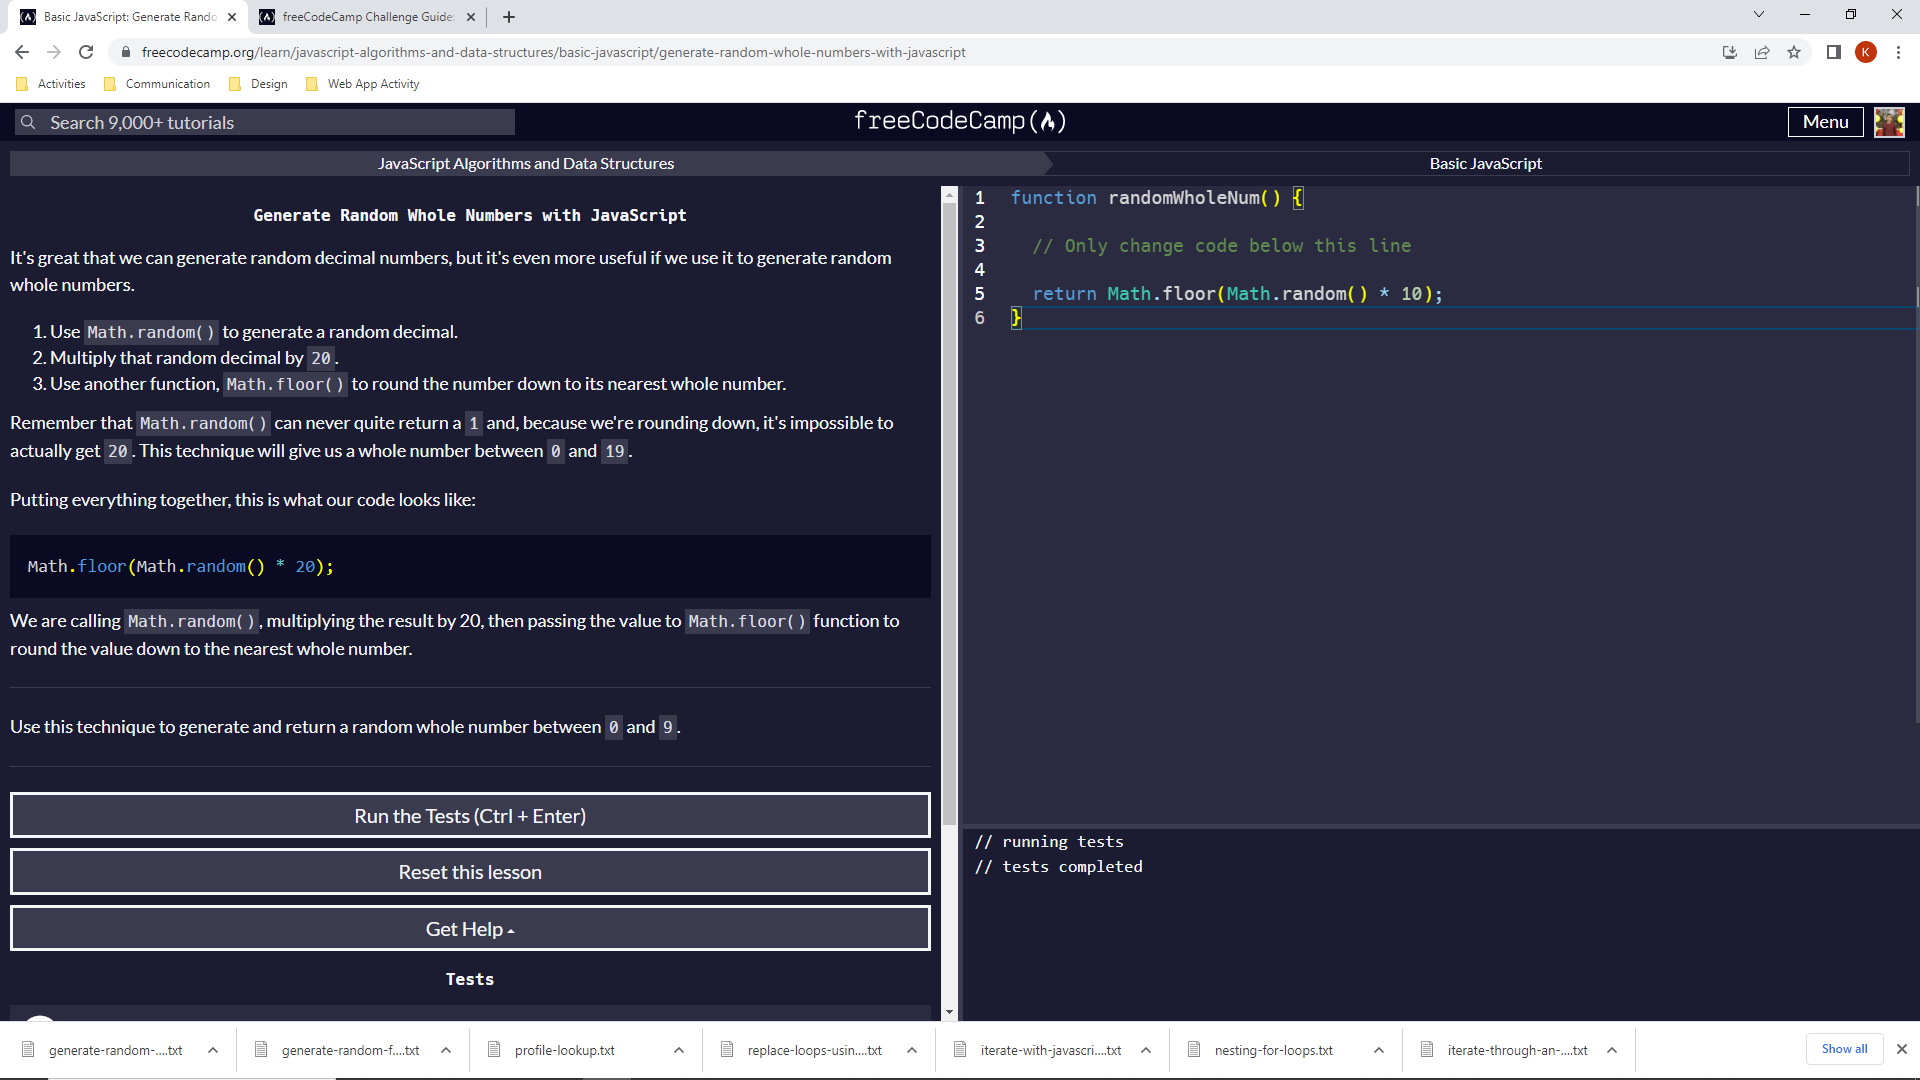 Basic JavaScript: Generate Rando
freeCodeCamp Challenge Guide:
freecodecamp.org/learn/javascript-algorithms-and-data-structures/basic-javascript/generate-random-whole-numbers-with-javascript
K
Activities
Communication
Design
Web App Activity
Search 9,000+ tutorials
freeCodeCamp
Menu
JavaScript Algorithms and Data Structures
Basic JavaScript
Generate Random Whole Numbers with JavaScript
It's great that we can generate random decimal numbers, but it's even more useful if we use it to generate random
whole numbers.
1. Use Math.random() to generate a random decimal.
2. Multiply that random decimal by 20.
3. Use another function, Math.floor() to round the number down to its nearest whole number.
Remember that Math.random() can never quite return a 1 and, because we're rounding down, it's impossible to
actually get 20. This technique will give us a whole number between 0 and 19.
Putting everything together, this is what our code looks like:
Math.floor(Math.random() * 20);
We are calling Math.random(), multiplying the result by 20, then passing the value to Math.floor() function to
round the value down to the nearest whole number.
Use this technique to generate and return a random whole number between 0 and 9.
Run the Tests (Ctrl + Enter)
Reset this lesson
Get Help
Tests
1 function randomWholeNum() {
2
3 // Only change code below this line
4
5 return Math.floor(Math.random() * 10);
6 }
// running tests
// tests completed
generate-random-....txt
generate-random-f....txt
profile-lookup.txt
replace-loops-usin....txt
iterate-with-javascri....txt
nesting-for-loops.txt
iterate-through-an-....txt
Show all